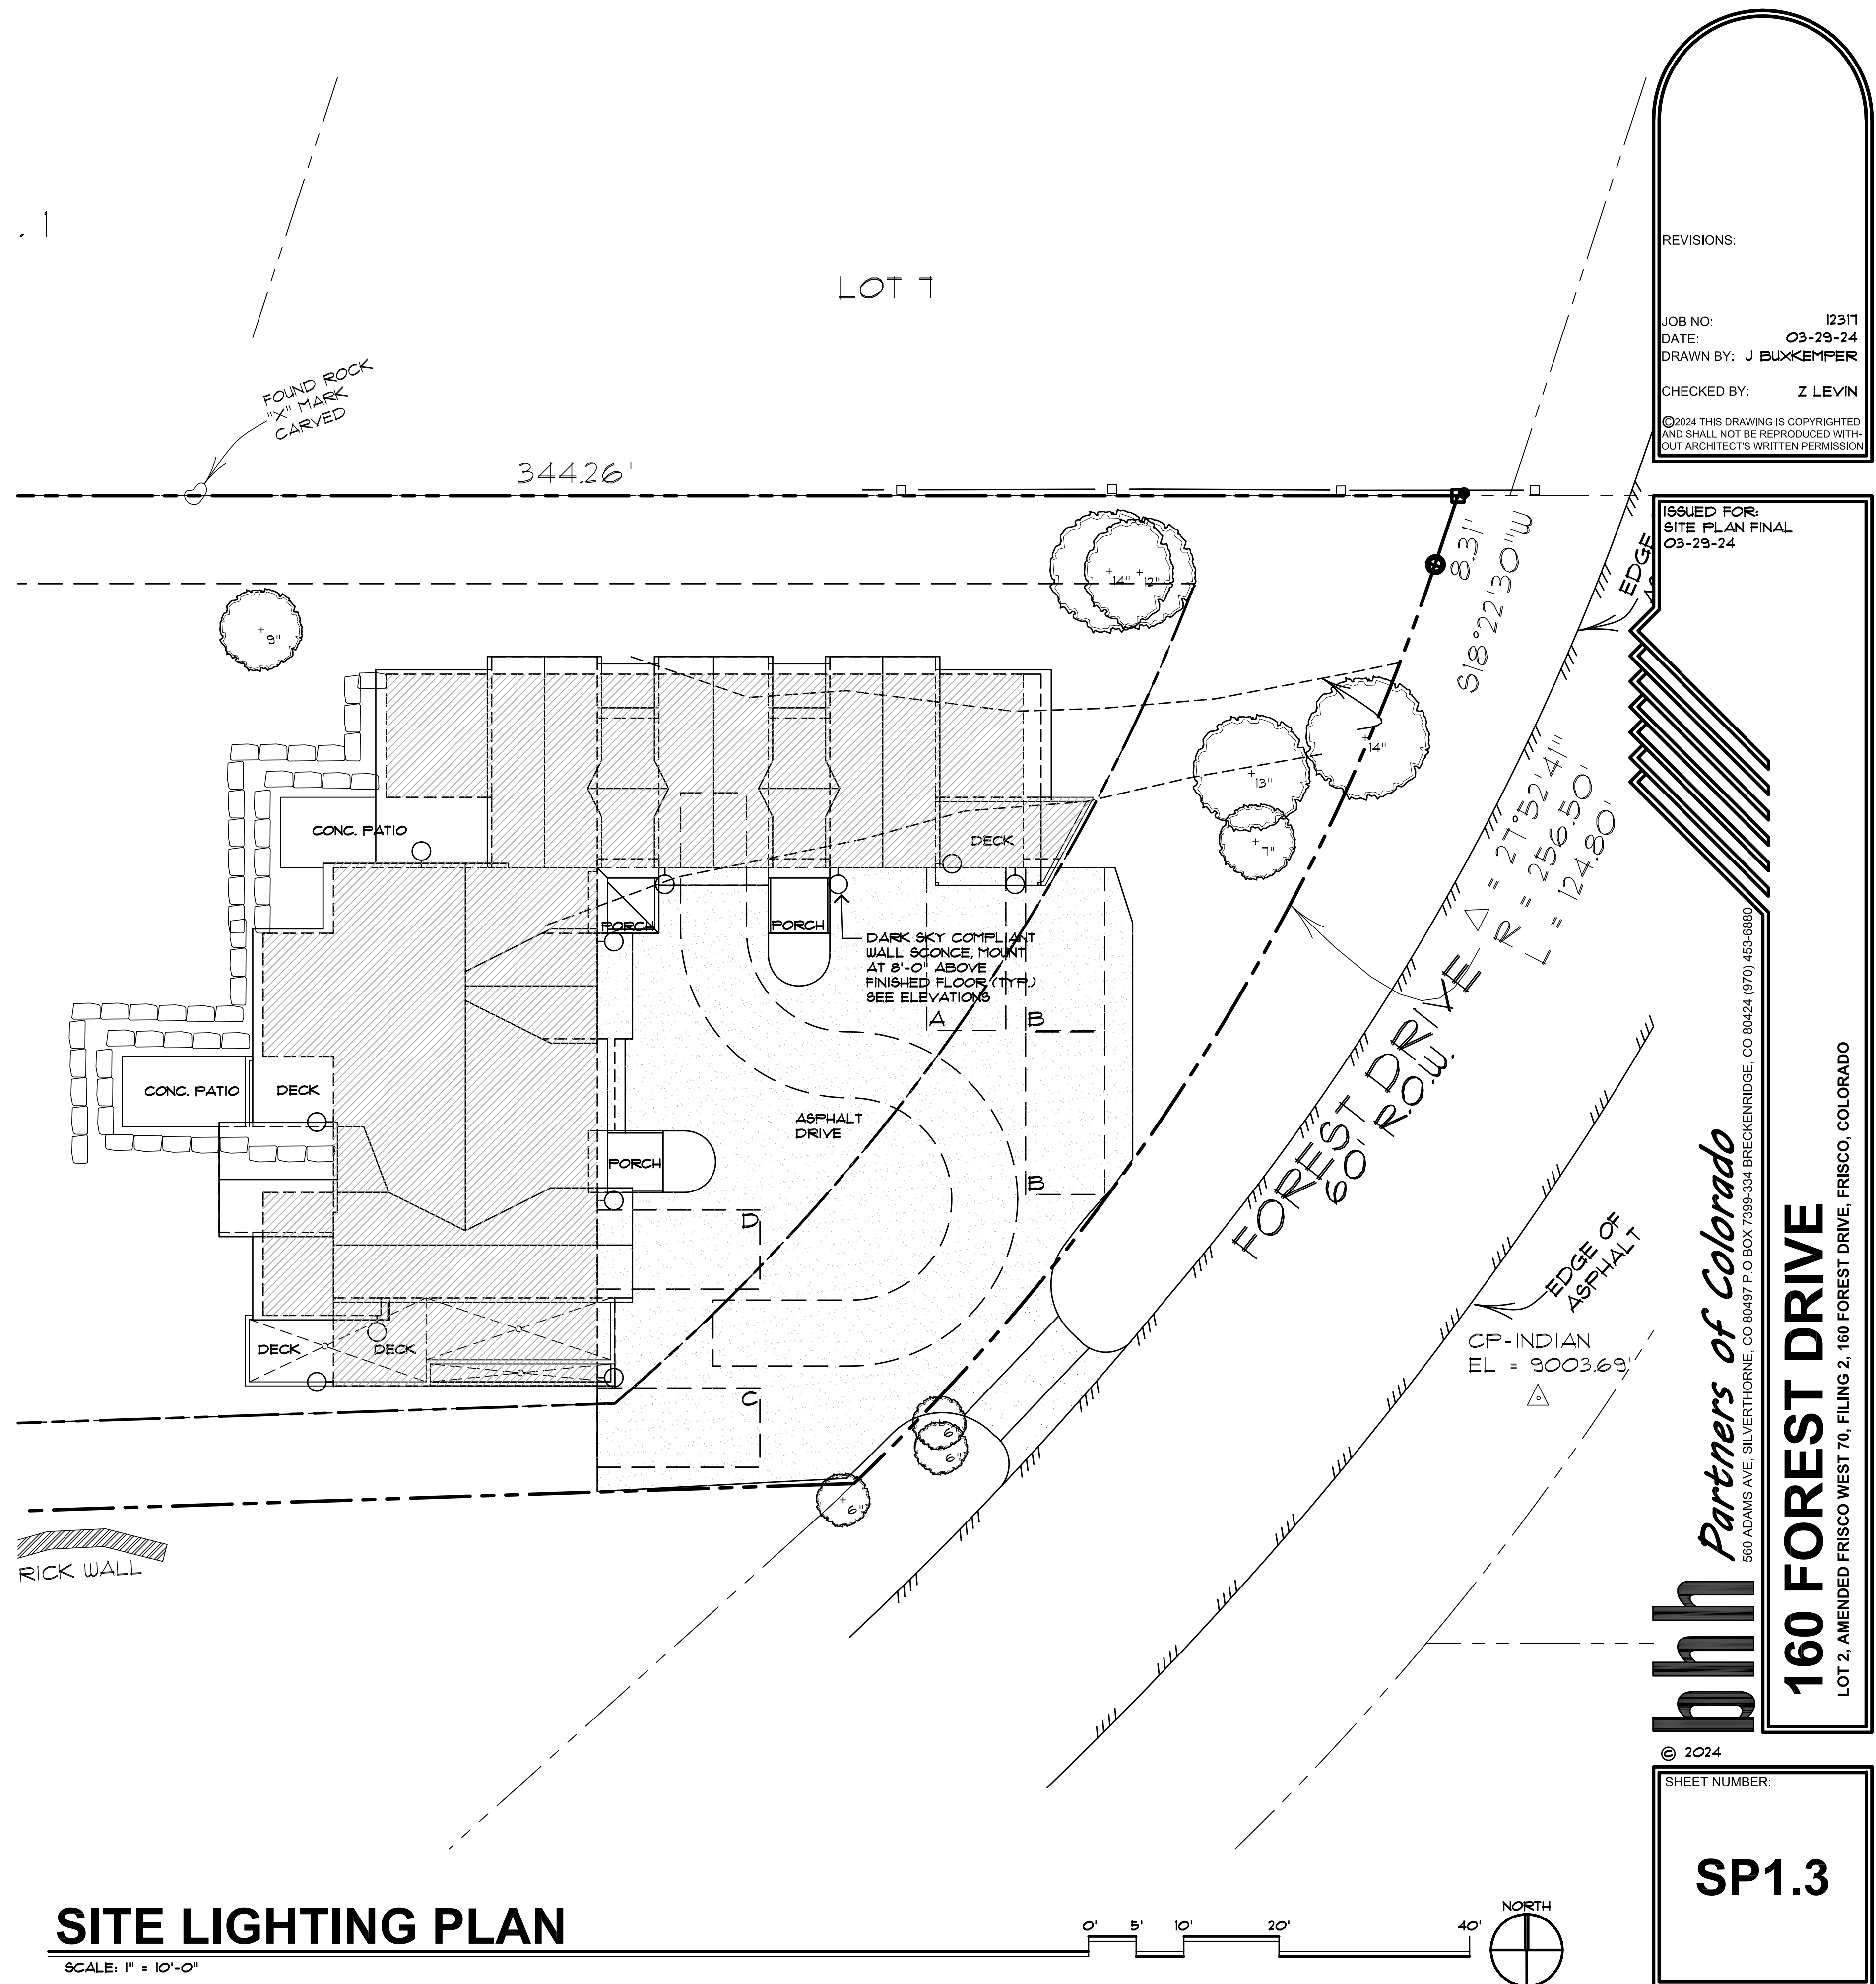 . 1
LOT 7
FOUND ROCK
"X" MARK
CARVED
344.26'
8.31'
S18°22'30"W
EDGE
14"
12"
9"
14"
13"
7"
CONC. PATIO
DECK
PORCH
PORCH
DARK SKY COMPLIANT
WALL SCONCE, MOUNT
AT 8'-0" ABOVE
FINISHED FLOOR (TYP.)
SEE ELEVATIONS
A
B
B
△ = 27°52'41"
R = 256.50'
L = 124.80'
FOREST DRIVE
60' R.O.W.
CONC. PATIO
DECK
ASPHALT
DRIVE
PORCH
D
C
DECK
DECK
EDGE OF
ASPHALT
CP-INDIAN
EL = 9003.69'
6"
6"
6"
RICK WALL
SITE LIGHTING PLAN
SCALE: 1" = 10'-0"
0' 5' 10' 20' 40'
NORTH
REVISIONS:
JOB NO: 12317
DATE: 03-29-24
DRAWN BY: J BUXKEMPER
CHECKED BY: Z LEVIN
©2024 THIS DRAWING IS COPYRIGHTED
AND SHALL NOT BE REPRODUCED WITH-
OUT ARCHITECT'S WRITTEN PERMISSION
ISSUED FOR:
SITE PLAN FINAL
03-29-24
bhh
Partners of Colorado
560 ADAMS AVE, SILVERTHORNE, CO 80497 P.O BOX 7399-334 BRECKENRIDGE, CO 80424 (970) 453-6880
160 FOREST DRIVE
LOT 2, AMENDED FRISCO WEST 70, FILING 2, 160 FOREST DRIVE, FRISCO, COLORADO
© 2024
SHEET NUMBER:
SP1.3